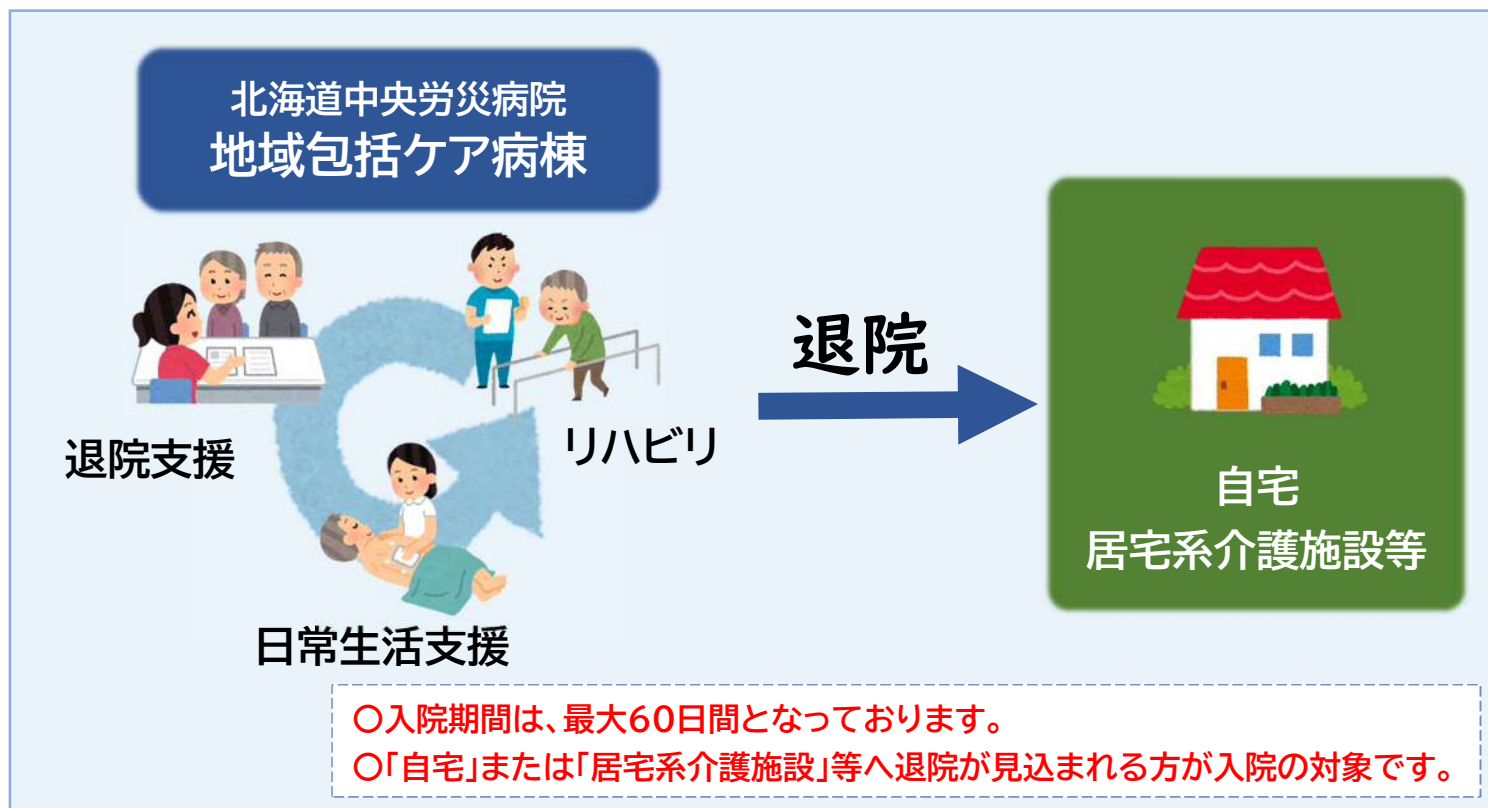 北海道中央労災病院
地域包括ケア病棟
退院支援
リハビリ
日常生活支援
退院
自宅
居宅系介護施設等
〇入院期間は、最大60日間となっております。
〇「自宅」または「居宅系介護施設」等へ退院が見込まれる方が入院の対象です。